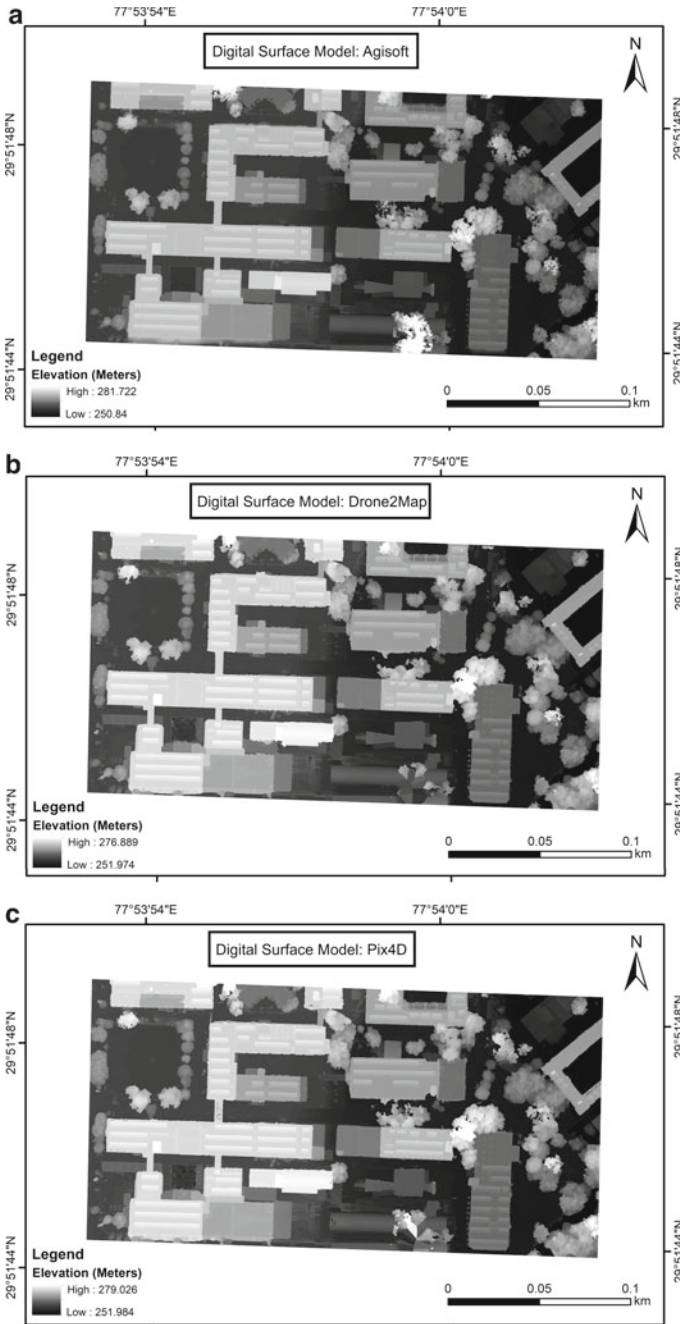 a
77°53'54"E
77°54'0"E
Digital Surface Model: Agisoft
N
29°51'48"N
29°51'48"N
29°51'44"N
29°51'44"N
Legend
Elevation (Meters)
High : 281.722
Low : 250.84
0 0.05 0.1
km
b
77°53'54"E
77°54'0"E
Digital Surface Model: Drone2Map
N
29°51'48"N
29°51'48"N
29°51'44"N
29°51'44"N
Legend
Elevation (Meters)
High : 276.889
Low : 251.974
0 0.05 0.1
km
c
77°53'54"E
77°54'0"E
Digital Surface Model: Pix4D
N
29°51'48"N
29°51'48"N
29°51'44"N
29°51'44"N
Legend
Elevation (Meters)
High : 279.026
Low : 251.984
0 0.05 0.1
km